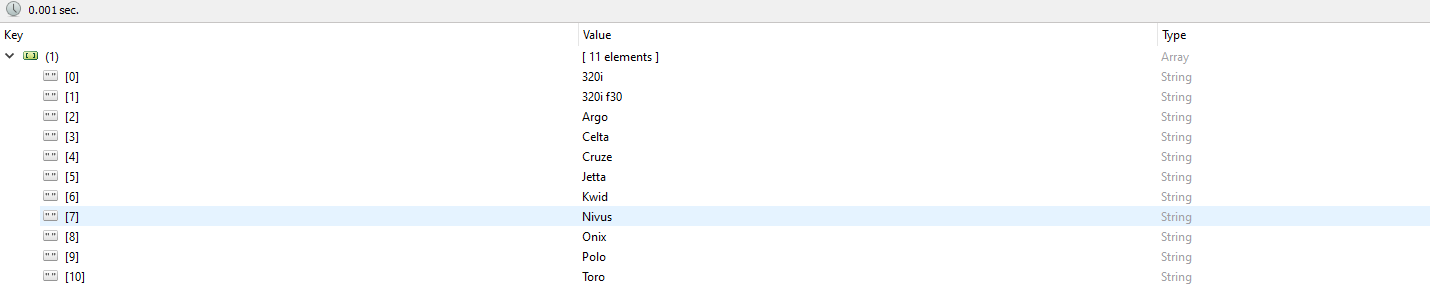 0.001 sec.
Key Value Type
(1) [ 11 elements ] Array
[0] 320i String
[1] 320i f30 String
[2] Argo String
[3] Celta String
[4] Cruze String
[5] Jetta String
[6] Kwid String
[7] Nivus String
[8] Onix String
[9] Polo String
[10] Toro String